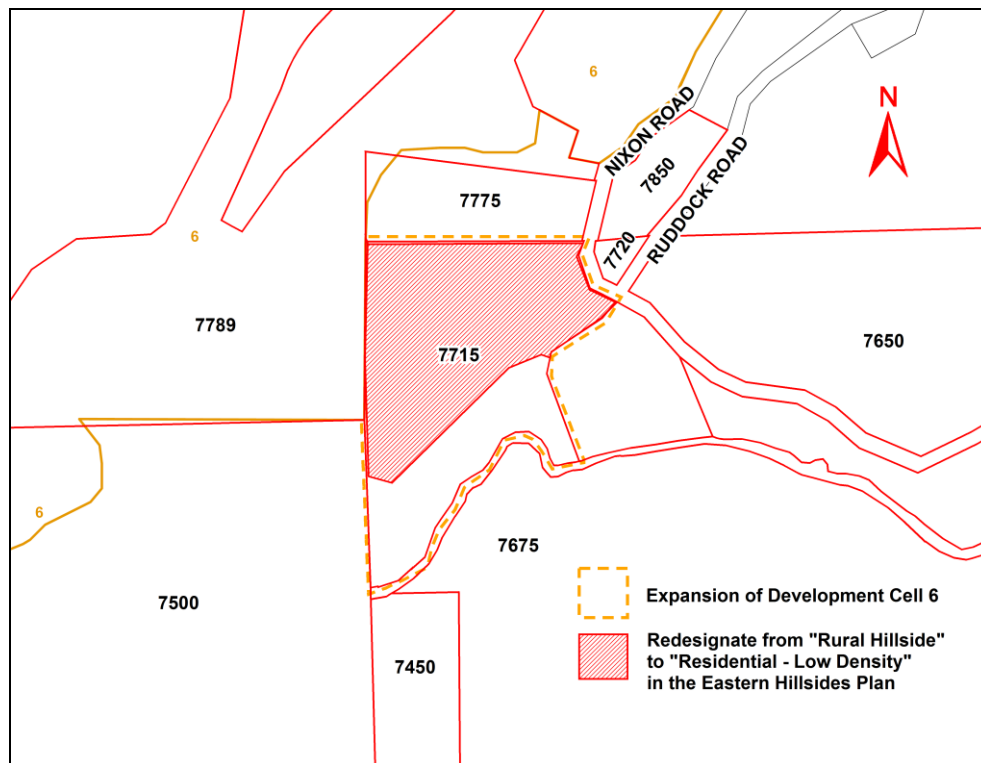 6
N
NIXON ROAD
7850
RUDDOCK ROAD
7775
7720
6
7789
7715
7650
6
7675
7500
7450
Expansion of Development Cell 6
Redesignate from "Rural Hillside"
to "Residential - Low Density"
in the Eastern Hillsides Plan